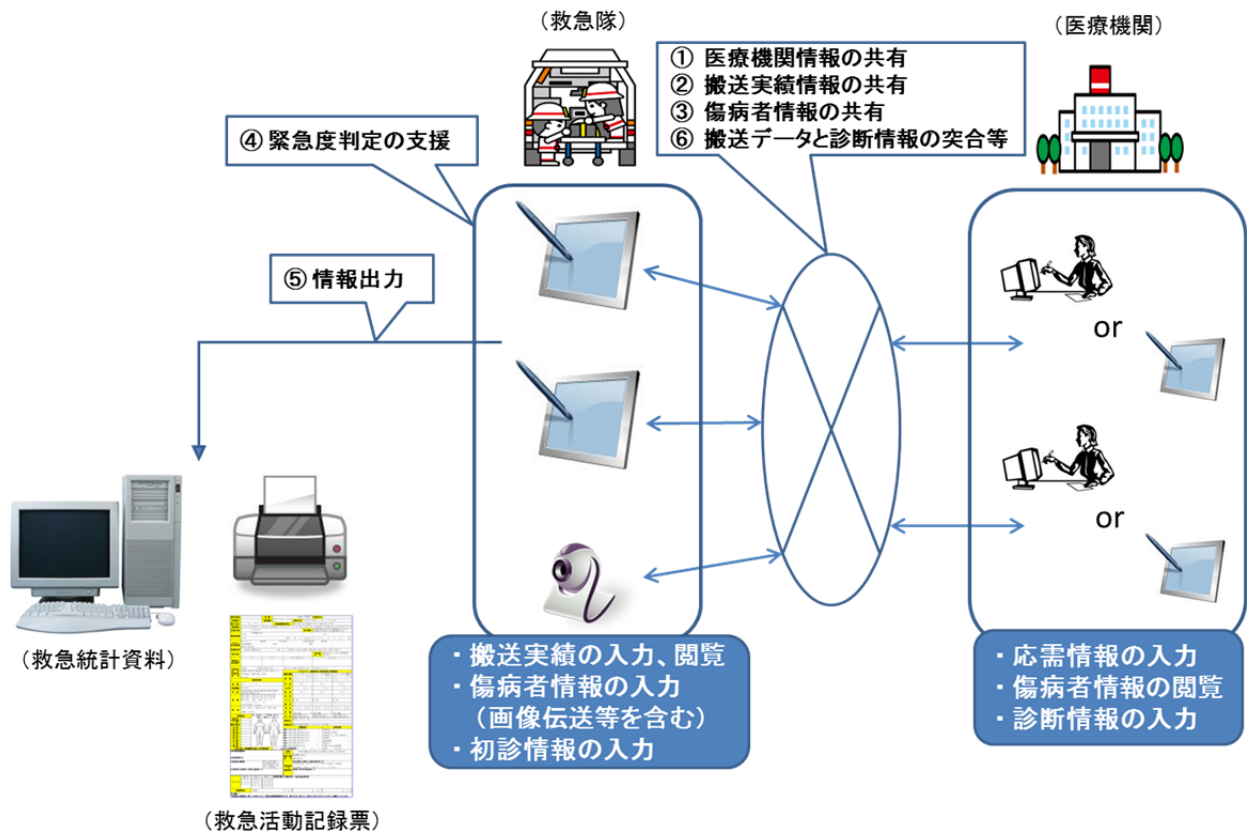 （救急隊）
（医療機関）
① 医療機関情報の共有
② 搬送実績情報の共有
③ 傷病者情報の共有
⑥ 搬送データと診断情報の突合等
④ 緊急度判定の支援
⑤ 情報出力
or
or
（救急統計資料）
・搬送実績の入力、閲覧
・傷病者情報の入力
（画像伝送等を含む）
・初診情報の入力
・応需情報の入力
・傷病者情報の閲覧
・診断情報の入力
（救急活動記録票）